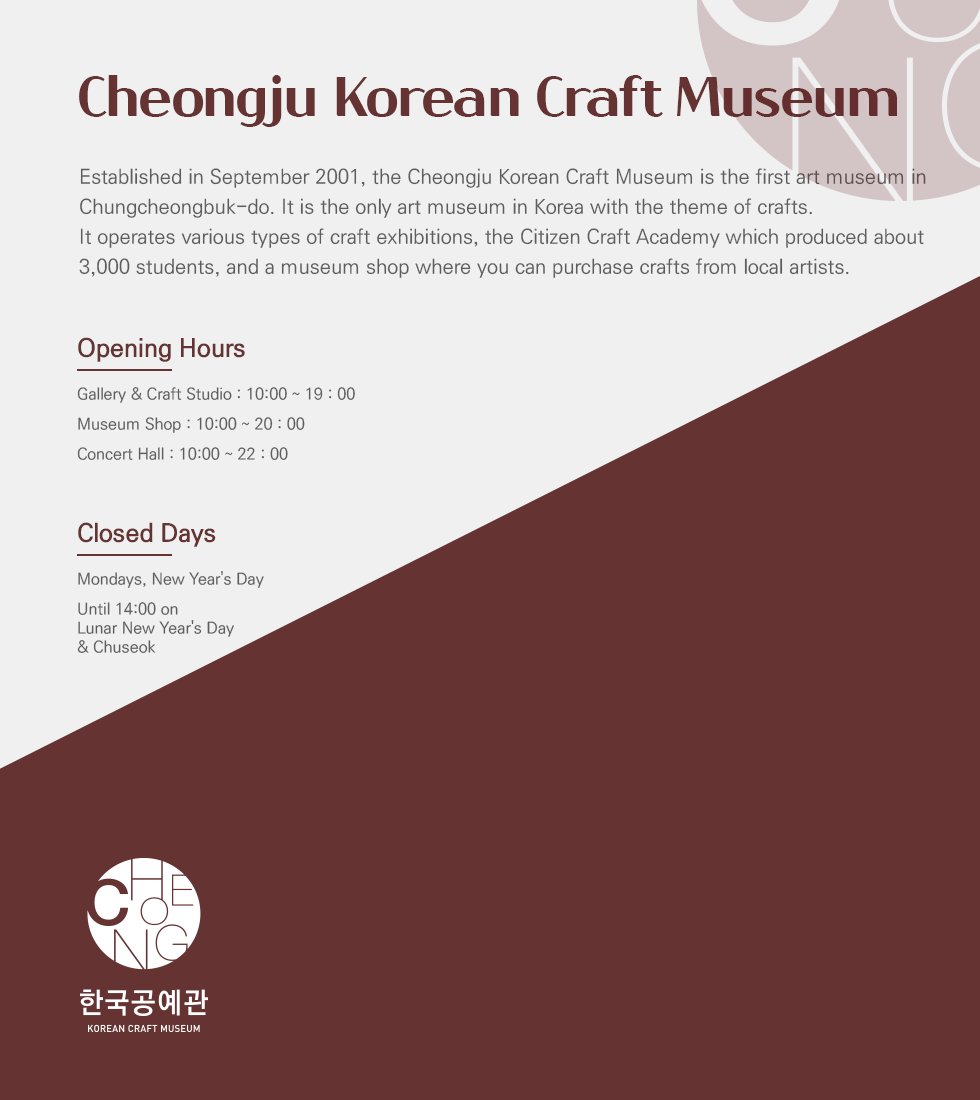 Cheongju Korean Craft Museum
Established in September 2001, the Cheongju Korean Craft Museum is the first art museum in
Chungcheongbuk-do. It is the only art museum in Korea with the theme of crafts.
It operates various types of craft exhibitions, the Citizen Craft Academy which produced about
3,000 students, and a museum shop where you can purchase crafts from local artists.
Opening Hours
Gallery & Craft Studio : 10:00 ~ 19 : 00
Museum Shop : 10:00 ~ 20 : 00
Concert Hall : 10:00 ~ 22 : 00
Closed Days
Mondays, New Year's Day
Until 14:00 on
Lunar New Year's Day
& Chuseok
CHEONG
한국공예관
KOREAN CRAFT MUSEUM